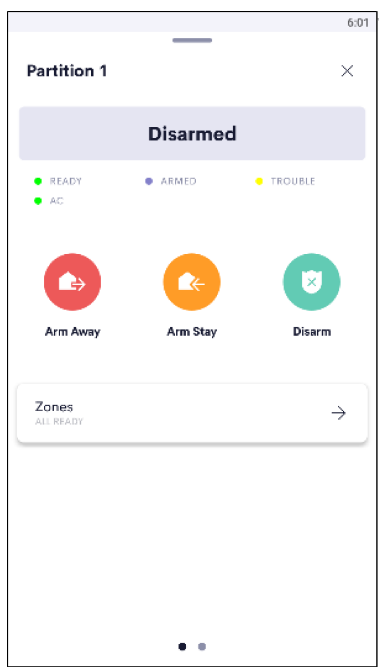 6:01
Partition 1
Disarmed
READY ARMED TROUBLE
AC
Arm Away Arm Stay Disarm
Zones
ALL READY